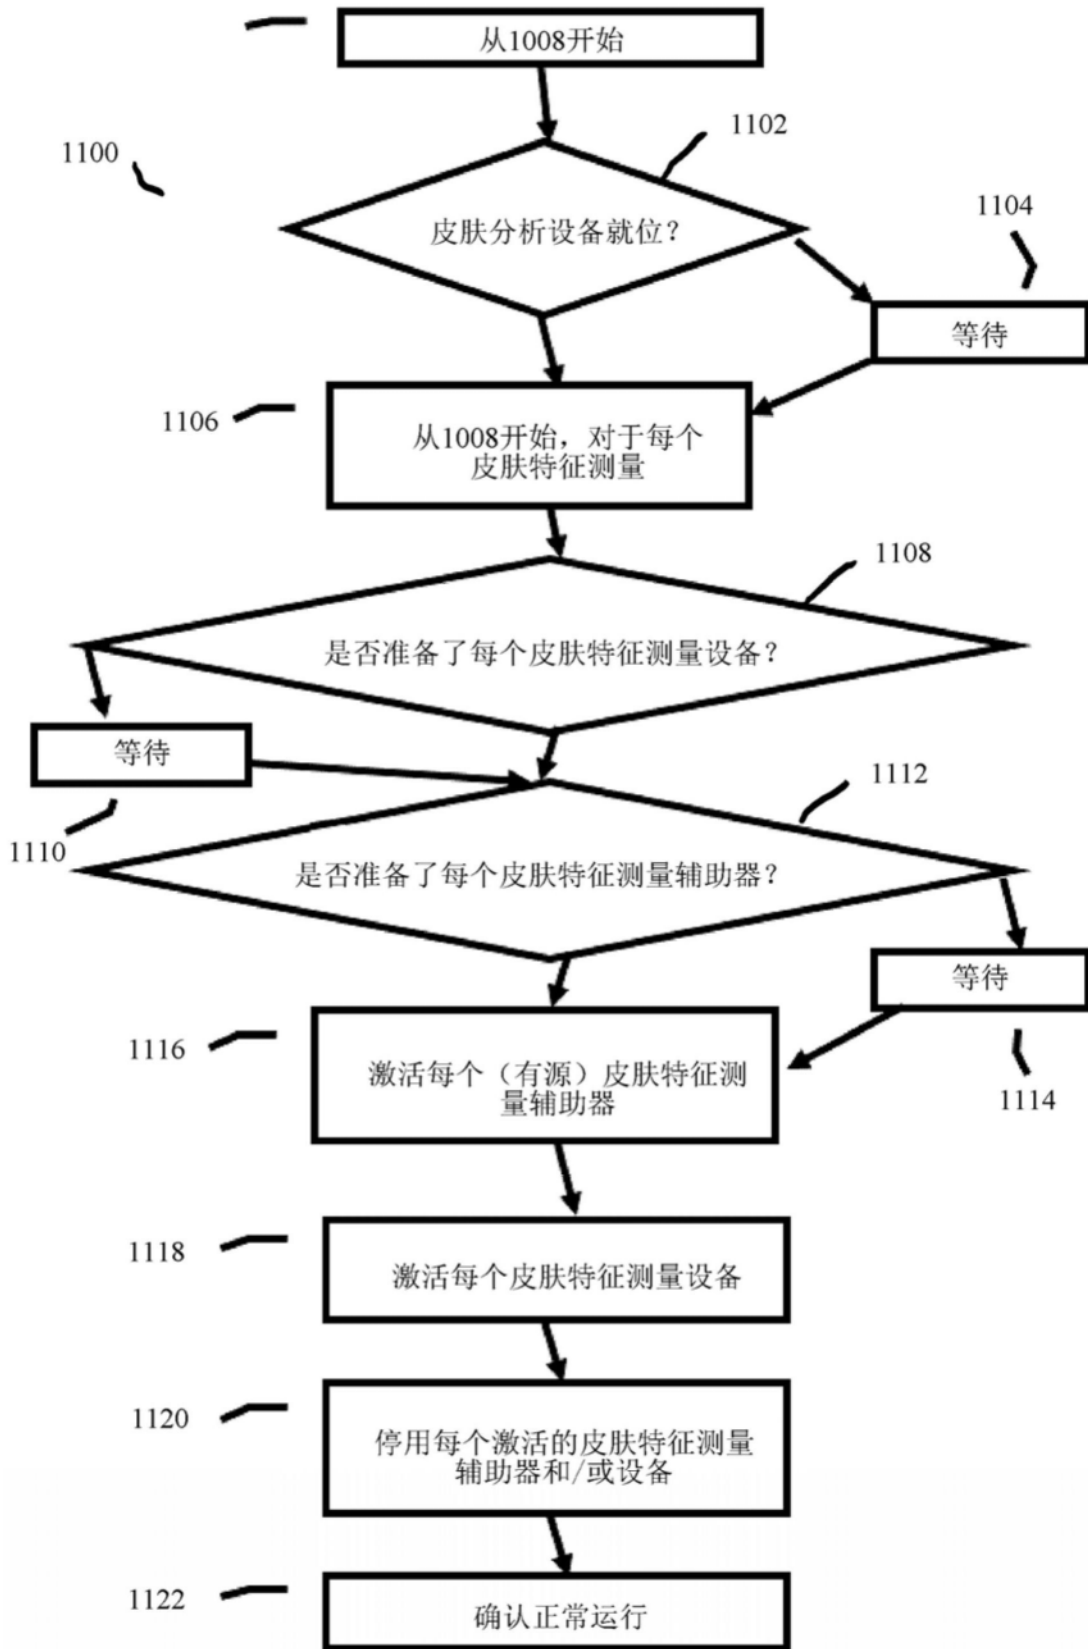 从1008开始
1102
1100
皮肤分析设备就位?
1104
等待
1106
从1008开始，对于每个
皮肤特征测量
1108
是否准备了每个皮肤特征测量设备?
等待
1112
1110
是否准备了每个皮肤特征测量辅助器?
等待
1116
激活每个（有源）皮肤特征测
量辅助器
1114
1118
激活每个皮肤特征测量设备
1120
停用每个激活的皮肤特征测量
辅助器和/或设备
1122
确认正常运行